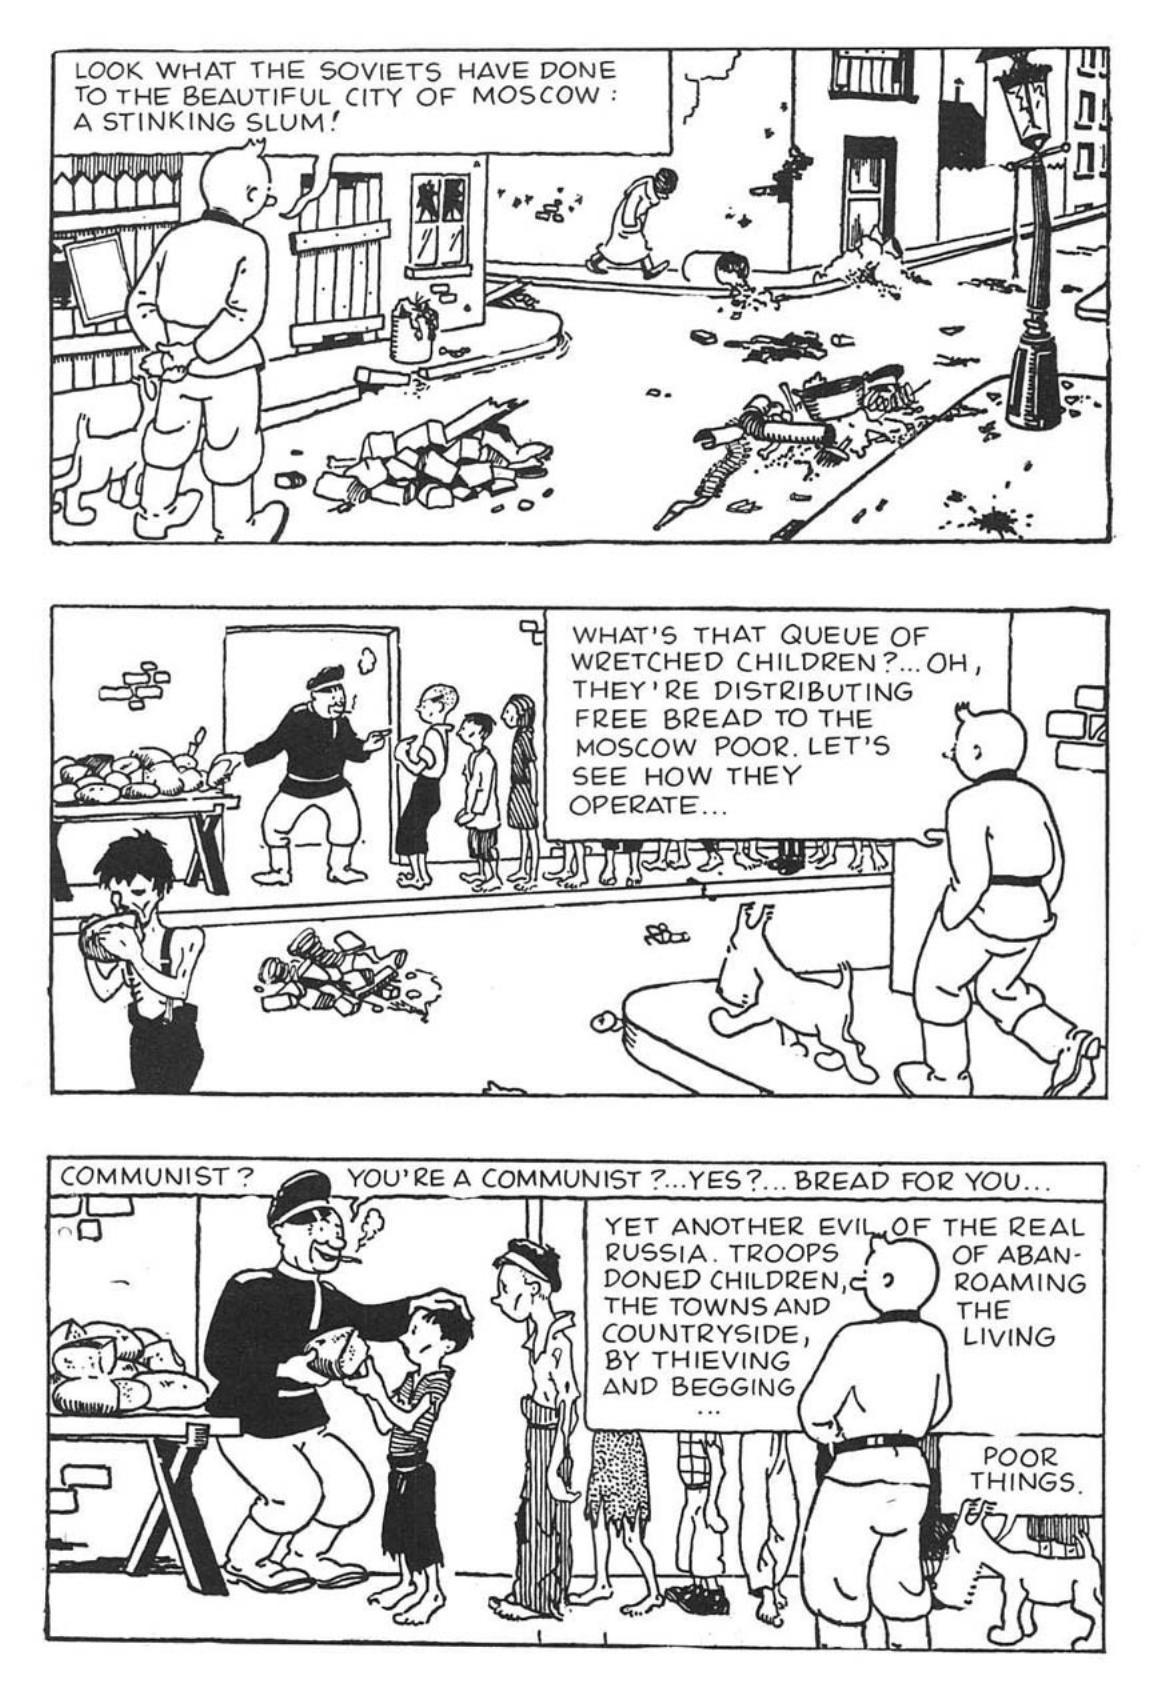 LOOK WHAT THE SOVIETS HAVE DONE
TO THE BEAUTIFUL CITY OF MOSCOW :
A STINKING SLUM!
WHAT'S THAT QUEUE OF
WRETCHED CHILDREN?... OH,
THEY'RE DISTRIBUTING
FREE BREAD TO THE
MOSCOW POOR. LET'S
SEE HOW THEY
OPERATE...
COMMUNIST? YOU'RE A COMMUNIST?...YES?... BREAD FOR YOU...
YET ANOTHER EVIL OF THE REAL
RUSSIA. TROOPS OF ABAN-
DONED CHILDREN, ROAMING
THE TOWNS AND THE
COUNTRYSIDE, LIVING
BY THIEVING
AND BEGGING
...
POOR
THINGS.